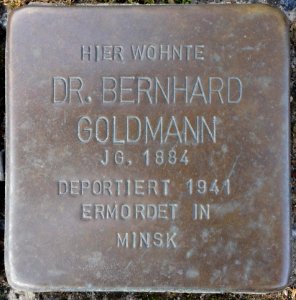 HIER WOHNTE
DR. BERNHARD
GOLDMANN
JG. 1884
DEPORTIERT 1941
ERMORDET IN
MINSK